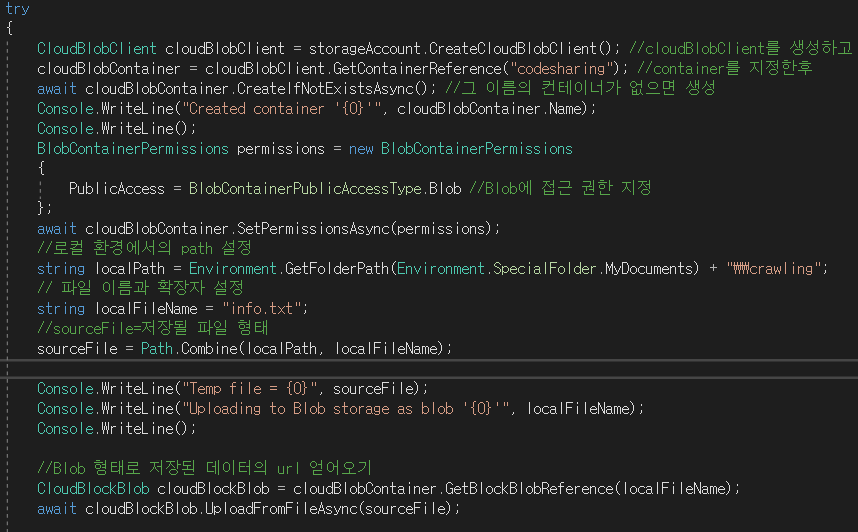 try
{
CloudBlobClient cloudBlobClient = storageAccount.CreateCloudBlobClient(); //cloudBlobClient를 생성하고
cloudBlobContainer = cloudBlobClient.GetContainerReference("codesharing"); //container를 지정한후
await cloudBlobContainer.CreateIfNotExistsAsync(); //그 이름의 컨테이너가 없으면 생성
Console.WriteLine("Created container '{0}'", cloudBlobContainer.Name);
Console.WriteLine();
BlobContainerPermissions permissions = new BlobContainerPermissions
{
PublicAccess = BlobContainerPublicAccessType.Blob //Blob에 접근 권한 지정
};
await cloudBlobContainer.SetPermissionsAsync(permissions);
//로컬 환경에서의 path 설정
string localPath = Environment.GetFolderPath(Environment.SpecialFolder.MyDocuments) + "₩₩crawling";
// 파일 이름과 확장자 설정
string localFileName = "info.txt";
//sourceFile=저장될 파일 형태
sourceFile = Path.Combine(localPath, localFileName);
Console.WriteLine("Temp file = {0}", sourceFile);
Console.WriteLine("Uploading to Blob storage as blob '{0}'", localFileName);
Console.WriteLine();
//Blob 형태로 저장된 데이터의 url 얻어오기
CloudBlockBlob cloudBlockBlob = cloudBlobContainer.GetBlockBlobReference(localFileName);
await cloudBlockBlob.UploadFromFileAsync(sourceFile);